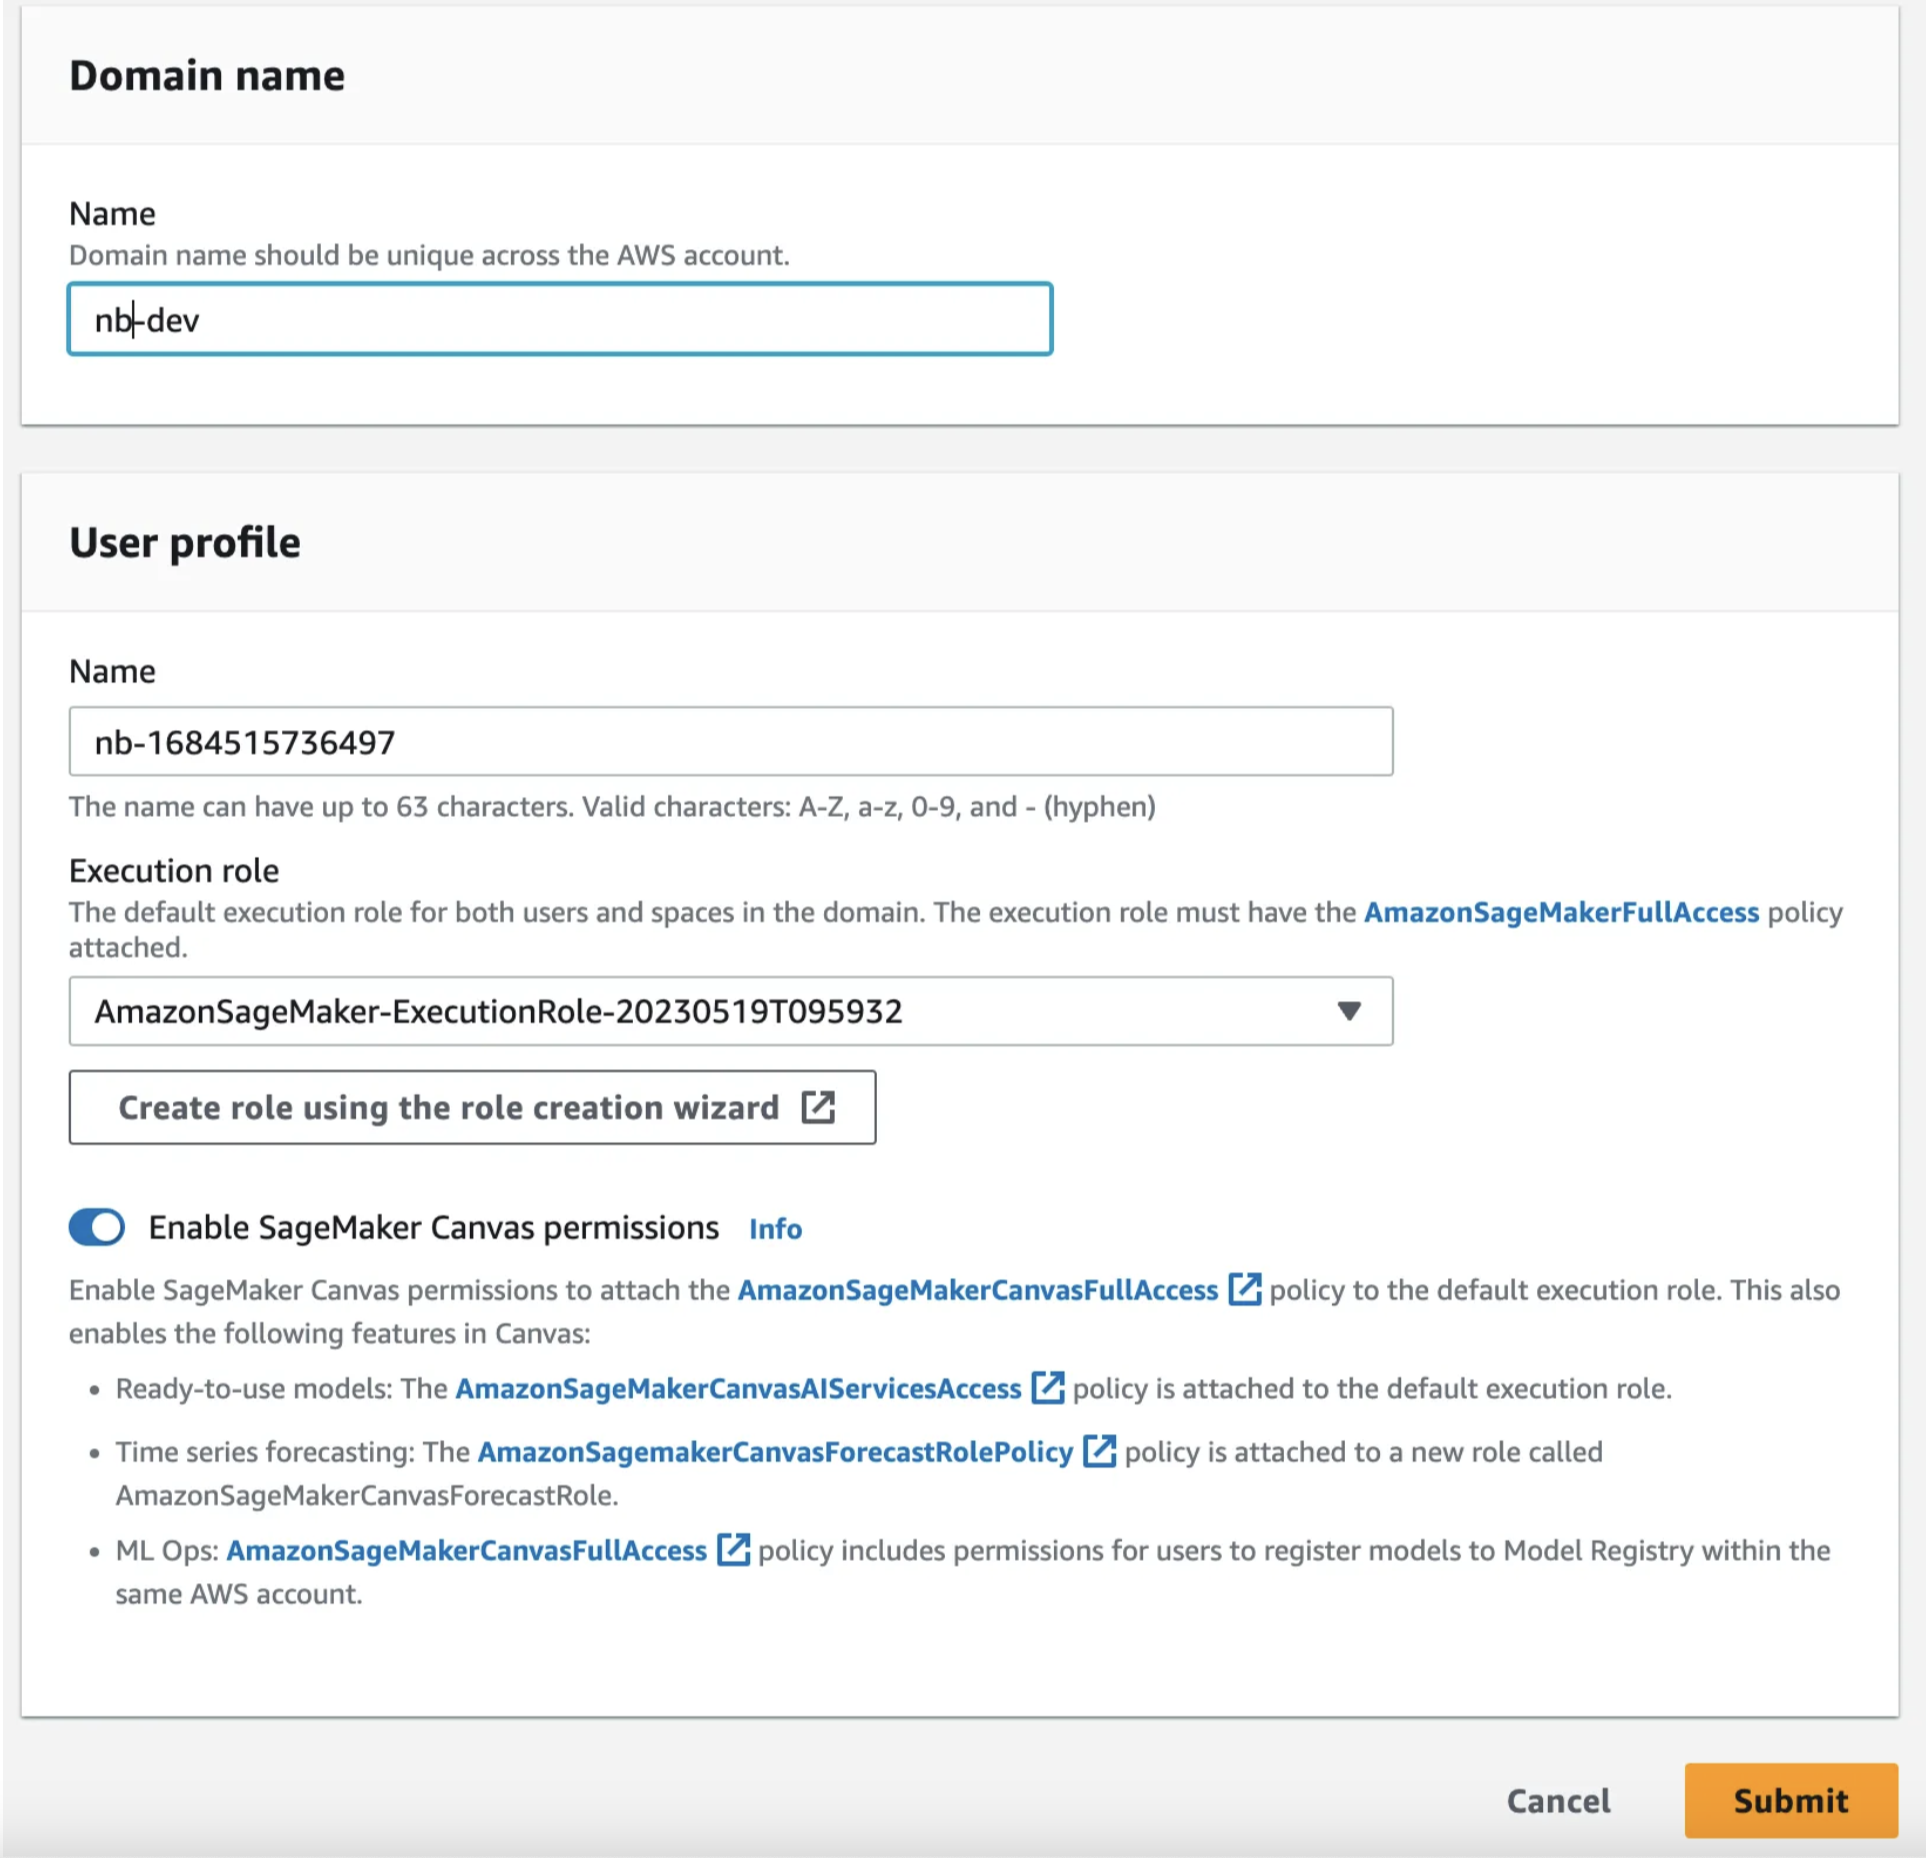 Domain name
Name
Domain name should be unique across the AWS account.
nb-dev
User profile
Name
nb-1684515736497
The name can have up to 63 characters. Valid characters: A-Z, a-z, 0-9, and - (hyphen)
Execution role
The default execution role for both users and spaces in the domain. The execution role must have the AmazonSageMakerFullAccess policy
attached.
AmazonSageMaker-ExecutionRole-20230519T095932
Create role using the role creation wizard
Enable SageMaker Canvas permissions Info
Enable SageMaker Canvas permissions to attach the AmazonSageMakerCanvasFullAccess policy to the default execution role. This also
enables the following features in Canvas:
• Ready-to-use models: The AmazonSageMakerCanvasAIServicesAccess policy is attached to the default execution role.
• Time series forecasting: The AmazonSagemakerCanvasForecastRolePolicy policy is attached to a new role called
AmazonSageMakerCanvasForecastRole.
• ML Ops: AmazonSageMakerCanvasFullAccess policy includes permissions for users to register models to Model Registry within the
same AWS account.
Cancel Submit